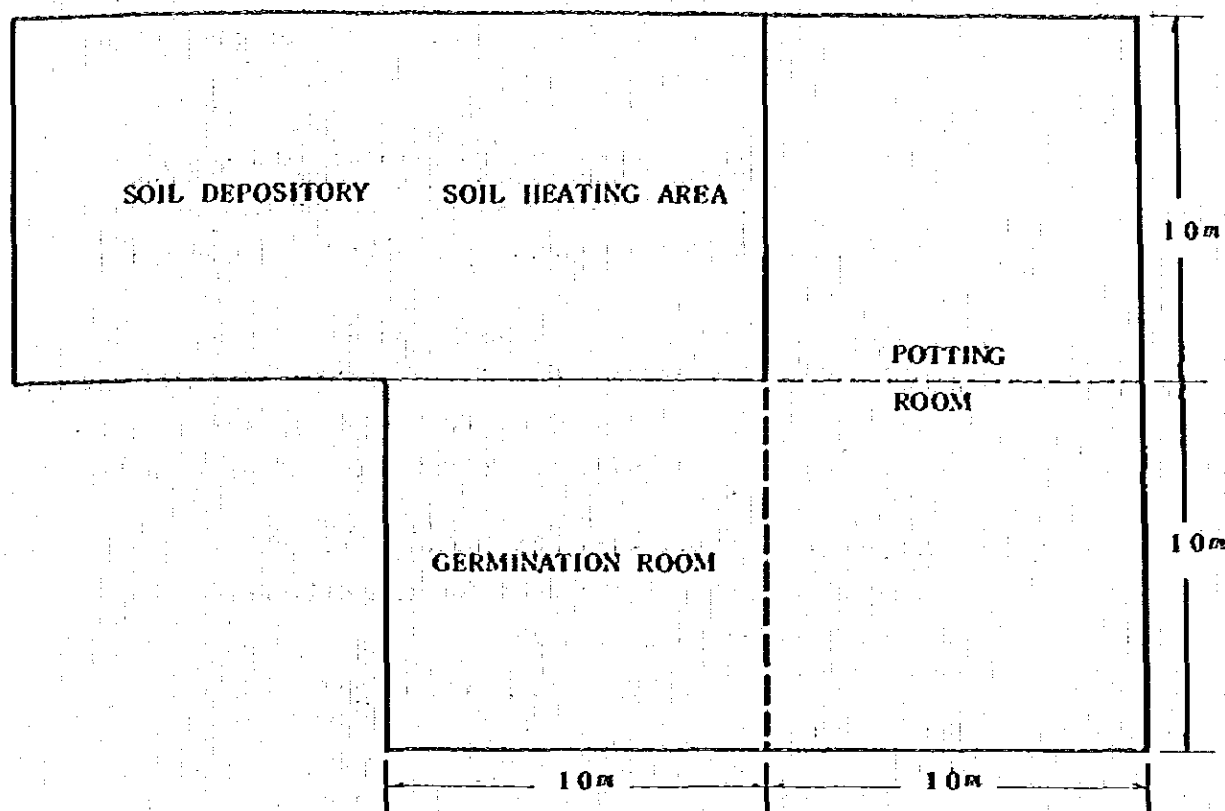 SOIL DEPOSITORY
SOIL HEATING AREA
10m
POTTING
ROOM
10m
GERMINATION ROOM
10m
10m